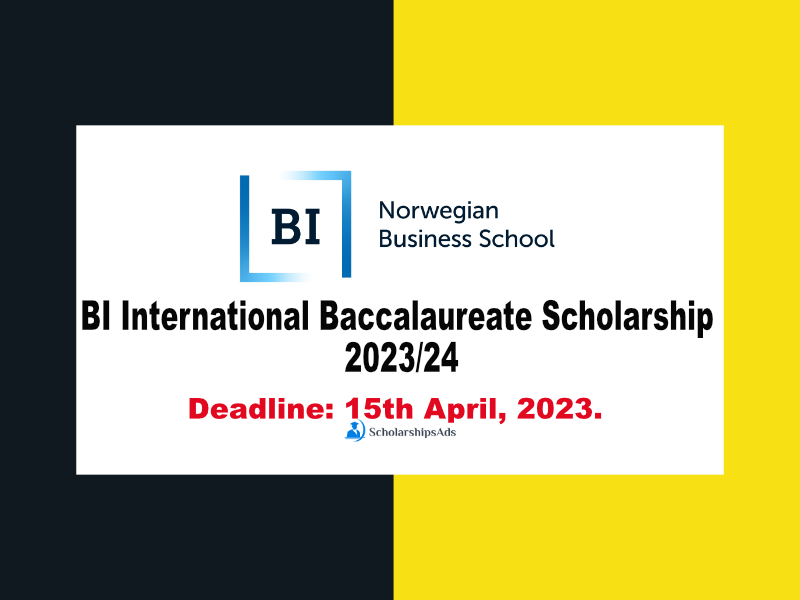 BI
Norwegian
Business School
BI International Baccalaureate Scholarship
2023/24
Deadline: 15th April, 2023.
ScholarshipsAds